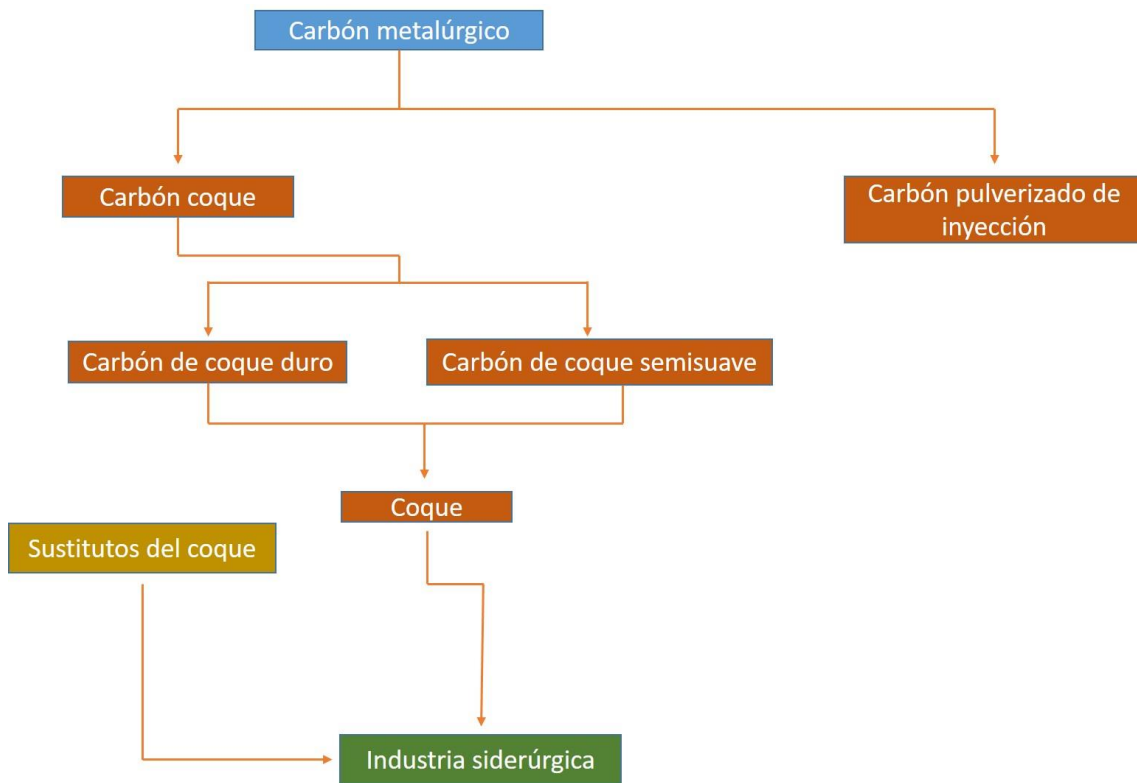 Carbón metalúrgico
Carbón coque
Carbón pulverizado de
inyección
Carbón de coque duro
Carbón de coque semisuave
Coque
Sustitutos del coque
Industria siderúrgica